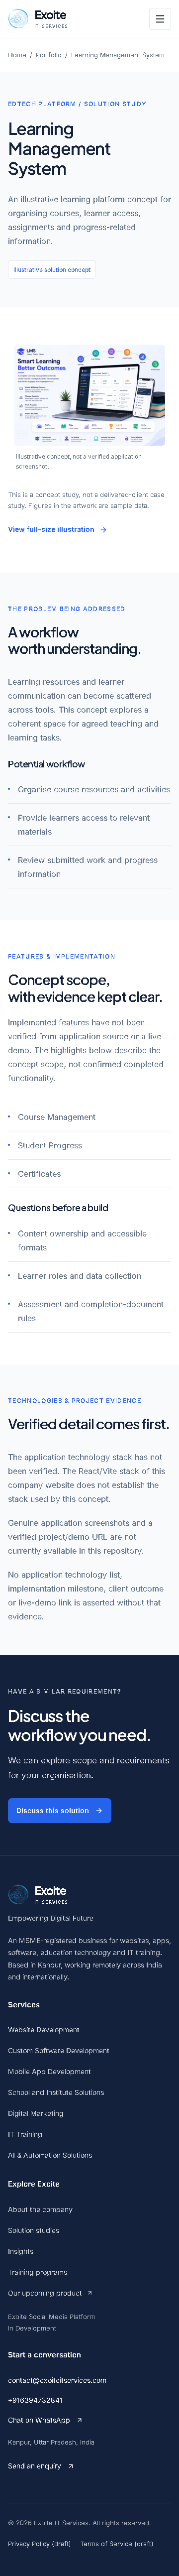 Exoite
IT SERVICES
Home / Portfolio / Learning Management System
EDTECH PLATFORM / SOLUTION STUDY
Learning
Management
System
An illustrative learning platform concept for
organising courses, learner access,
assignments and progress-related
information.
Illustrative solution concept
LMS
Smart Learning
Better Outcomes
Illustrative concept, not a verified application
screenshot.
This is a concept study, not a delivered-client case
study. Figures in the artwork are sample data.
View full-size illustration →
THE PROBLEM BEING ADDRESSED
A workflow
worth understanding.
Learning resources and learner
communication can become scattered
across tools. This concept explores a
coherent space for agreed teaching and
learning tasks.
Potential workflow
• Organise course resources and activities
• Provide learners access to relevant
materials
• Review submitted work and progress
information
FEATURES & IMPLEMENTATION
Concept scope,
with evidence kept clear.
Implemented features have not been
verified from application source or a live
demo. The highlights below describe the
concept scope, not confirmed completed
functionality.
• Course Management
• Student Progress
• Certificates
Questions before a build
• Content ownership and accessible
formats
• Learner roles and data collection
• Assessment and completion-document
rules
TECHNOLOGIES & PROJECT EVIDENCE
Verified detail comes first.
The application technology stack has not
been verified. The React/Vite stack of this
company website does not establish the
stack used by this concept.
Genuine application screenshots and a
verified project/demo URL are not
currently available in this repository.
No application technology list,
implementation milestone, client outcome
or live-demo link is asserted without that
evidence.
HAVE A SIMILAR REQUIREMENT?
Discuss the
workflow you need.
We can explore scope and requirements
for your organisation.
Discuss this solution →
Exoite
IT SERVICES
Empowering Digital Future
An MSME-registered business for websites, apps,
software, education technology and IT training.
Based in Kanpur, working remotely across India
and internationally.
Services
Website Development
Custom Software Development
Mobile App Development
School and Institute Solutions
Digital Marketing
IT Training
AI & Automation Solutions
Explore Exoite
About the company
Solution studies
Insights
Training programs
Our upcoming product ↗
Exoite Social Media Platform
In Development
Start a conversation
contact@exoiteitservices.com
+916394732841
Chat on WhatsApp ↗
Kanpur, Uttar Pradesh, India
Send an enquiry ↗
© 2026 Exoite IT Services. All rights reserved.
Privacy Policy (draft) Terms of Service (draft)